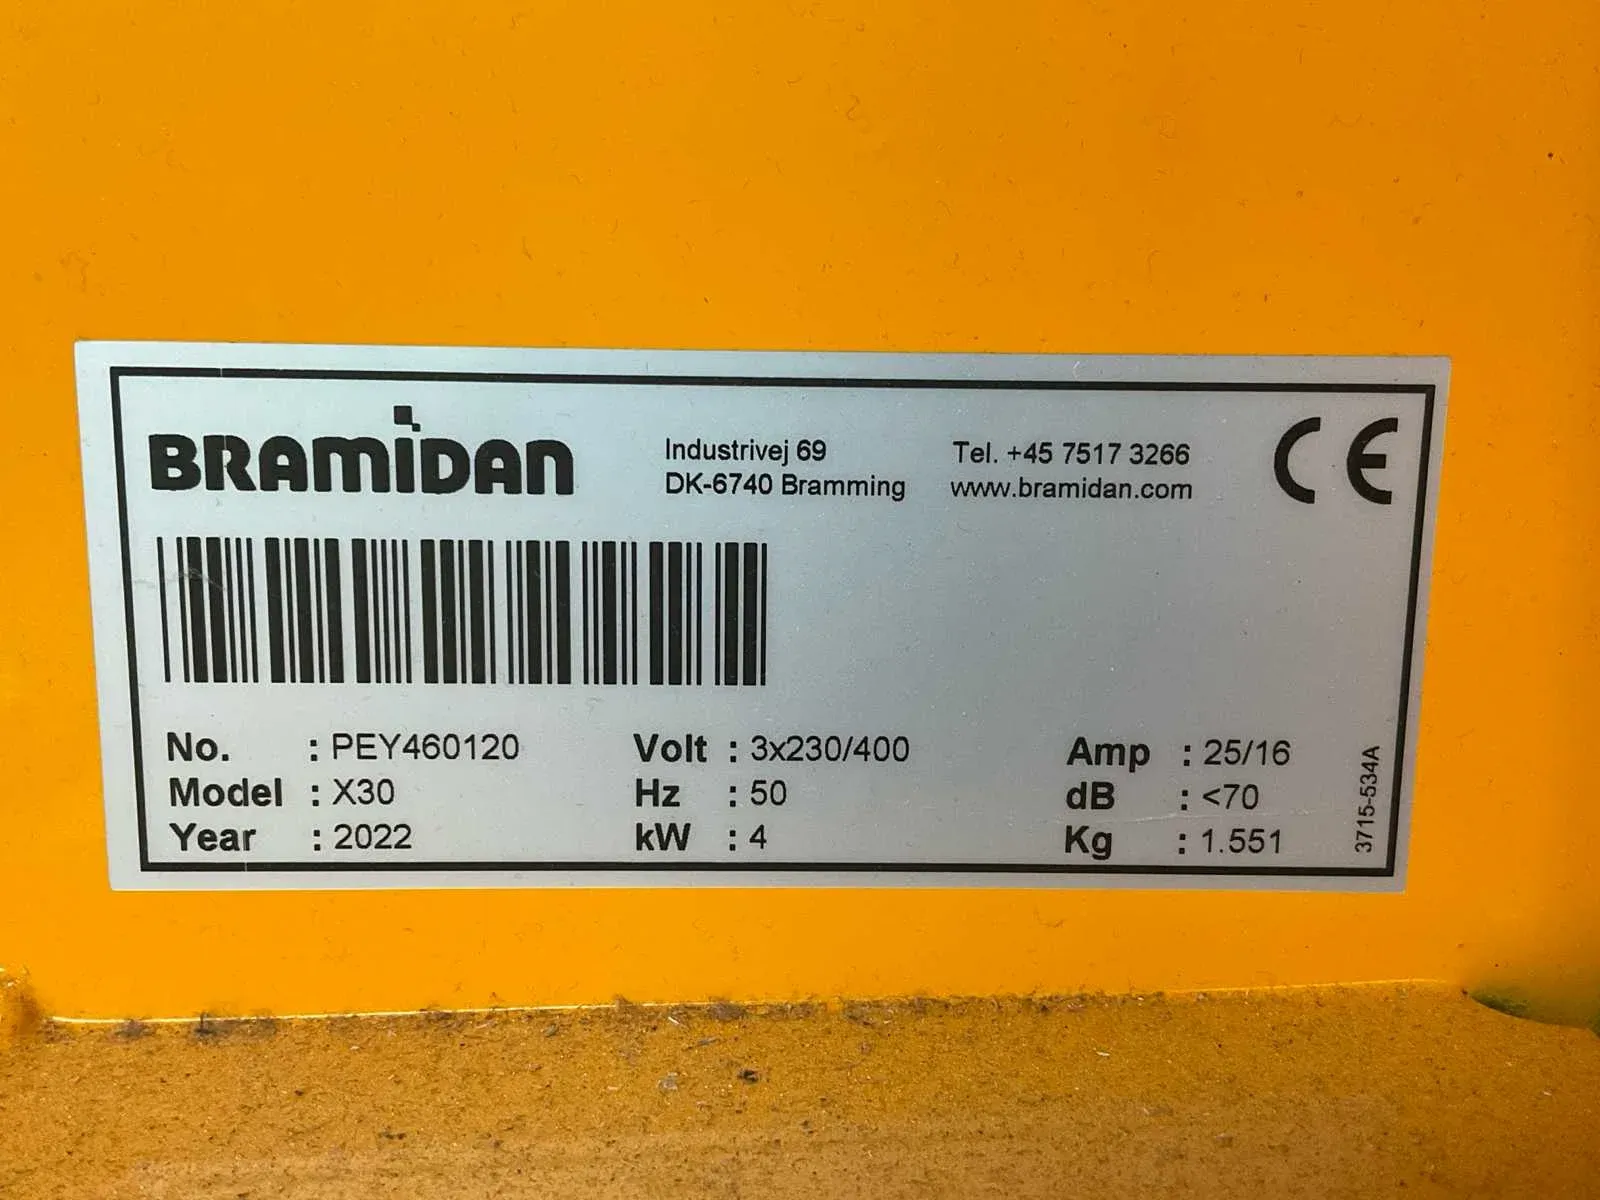 BRAMIDAN
Industrivej 69
DK-6740 Bramming
Tel. +45 7517 3266
www.bramidan.com
CE
No. : PEY460120
Model : X30
Year : 2022
Volt : 3x230/400
Hz : 50
kW : 4
Amp : 25/16
dB : <70
Kg : 1.551
3715-534A